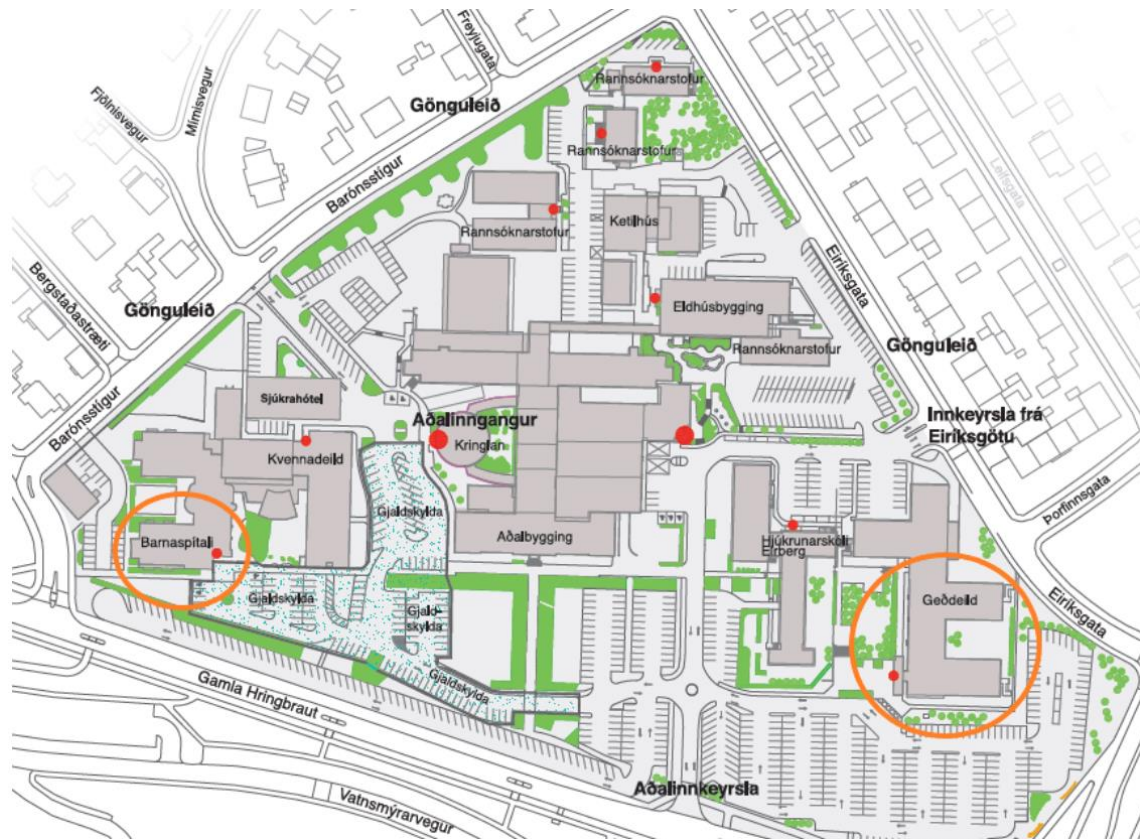 Freyjugata
Fjölnisvegur
Mímisvegur
Gönguleið
Rannsóknarstofur
Rannsóknarstofur
Barónsstígur
Rannsóknarstofur
Ketilhús
Leifsgata
Eiríksgata
Bergstaðastræti
Gönguleið
Eldhúsbygging
Rannsóknarstofur
Gönguleið
Barónsstígur
Sjúkrahótel
Aðalinngangur
Kringlan
Innkeyrsla frá
Eiríksgötu
Kvennadeild
Gjaldskylda
Þorfinnsgata
Barnaspítali
Aðalbygging
Hjúkrunarskóli
Eirberg
Gjaldskylda
Gjald-
skylda
Geðdeild
Eiríksgata
Gjaldskylda
Gamla Hringbraut
Aðalinnkeyrsla
Vatnsmýrarvegur